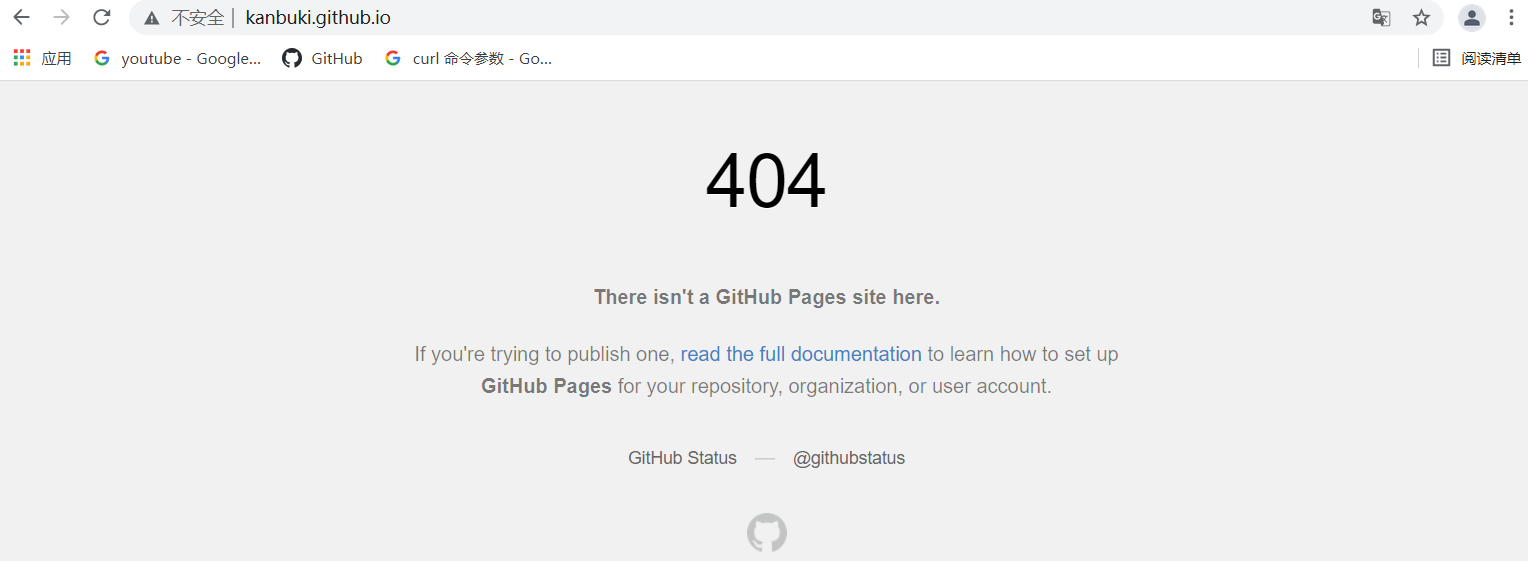 不安全 | kanbuki.github.io
应用 youtube - Google... GitHub curl 命令参数 - Go... 阅读清单
404
There isn't a GitHub Pages site here.
If you're trying to publish one, read the full documentation to learn how to set up
GitHub Pages for your repository, organization, or user account.
GitHub Status — @githubstatus